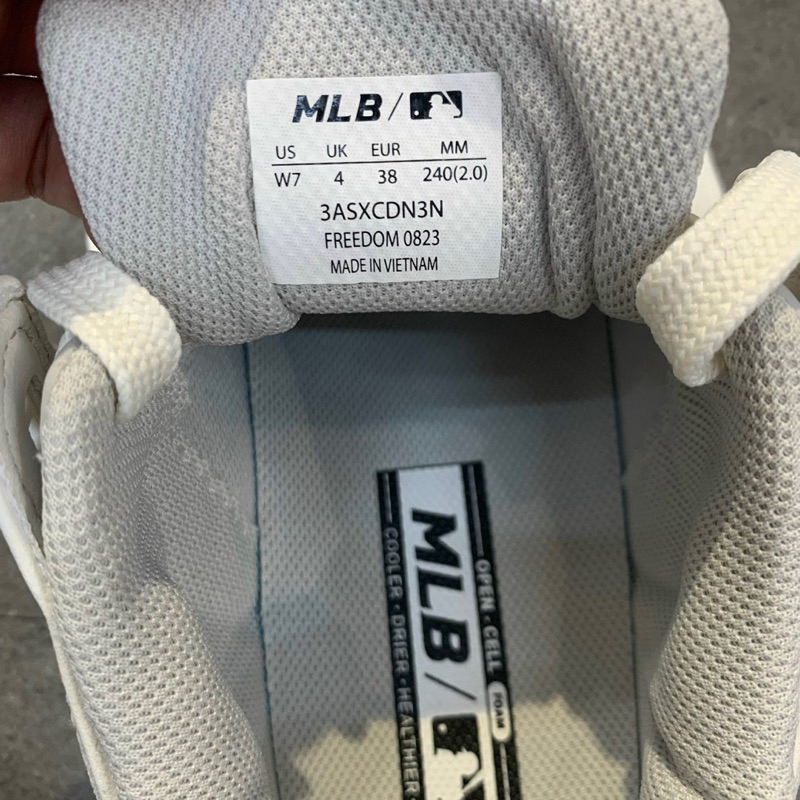 MLB/
US UK EUR MM
W7 4 38 240(2.0)
3ASXCDN3N
FREEDOM 0823
MADE IN VIETNAM
OPEN · CELL FOAM
MLB/
COOLER · DRIER · HEALTHIER